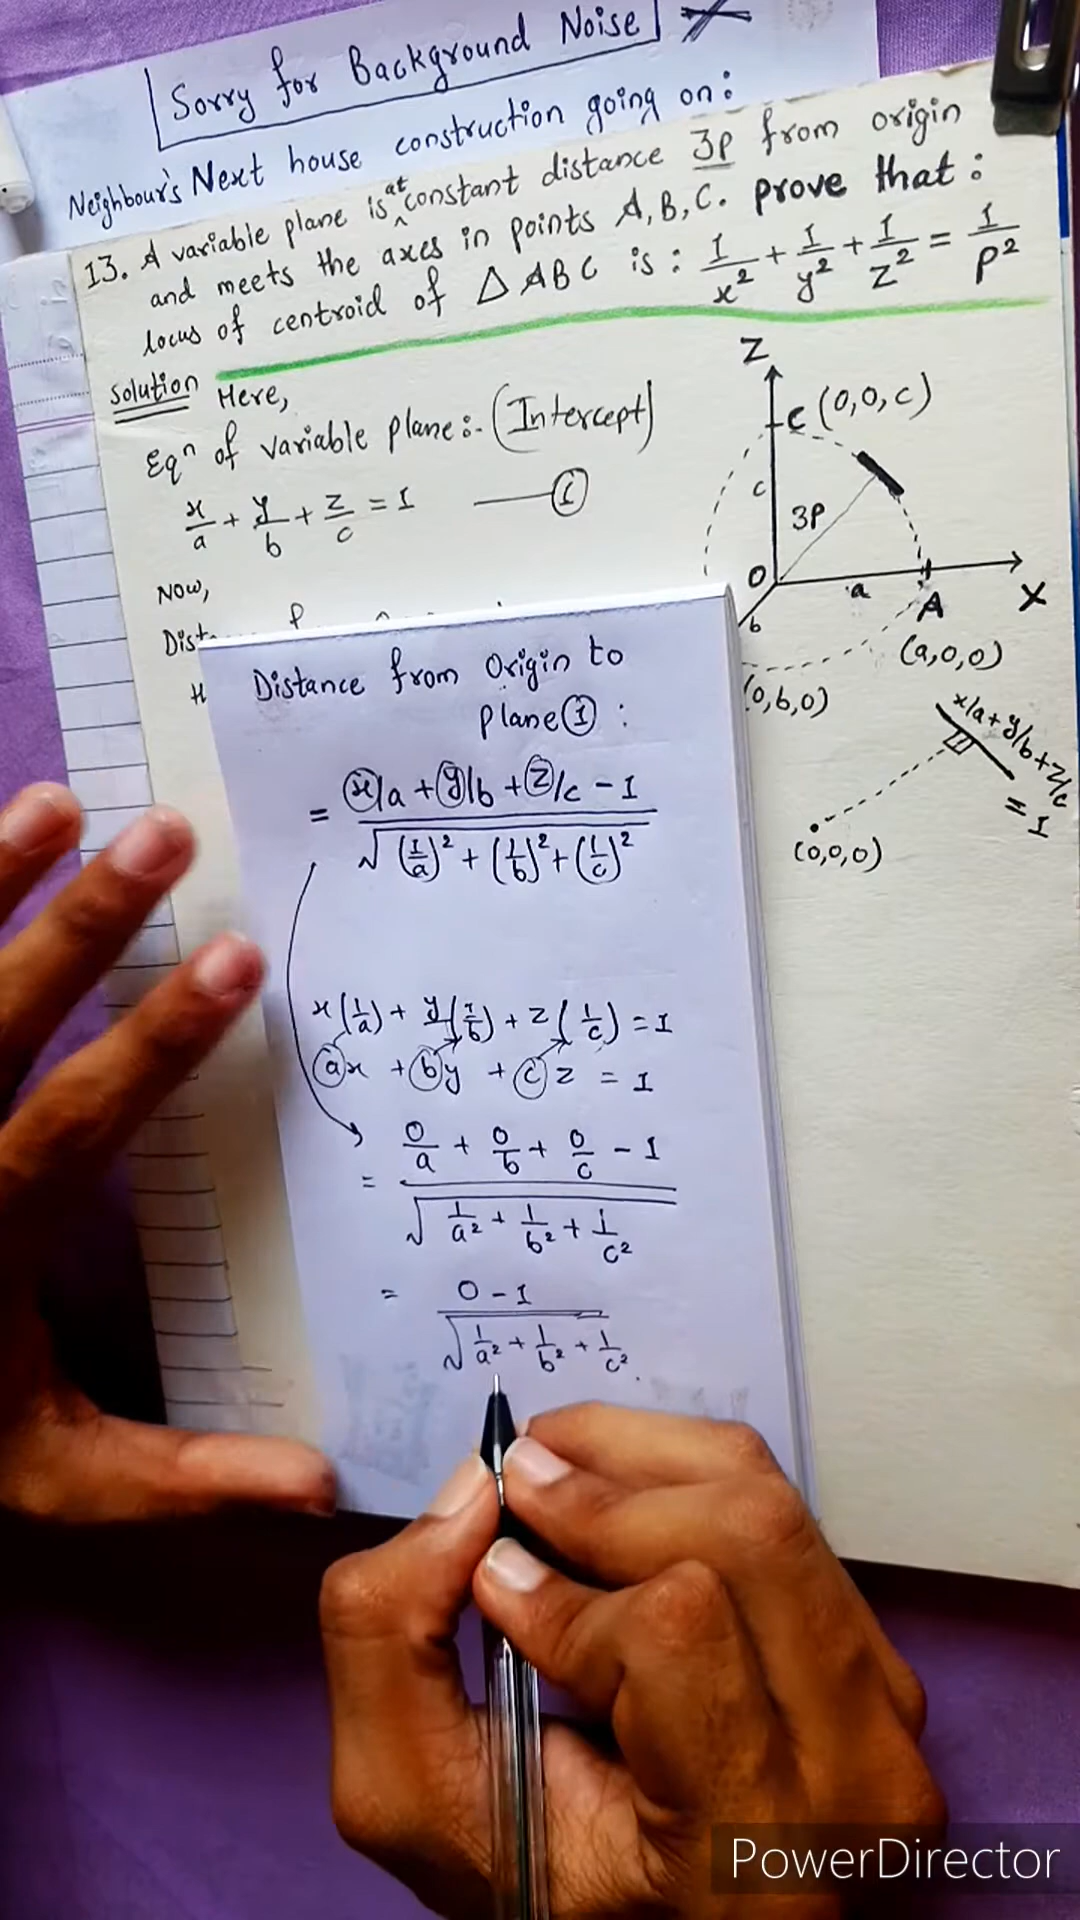 Sorry for Background Noise
Neighbour's Next house construction going on:
13. A variable plane is at constant distance 3P from origin
and meets the axes in points A, B, C. prove that:
locus of centroid of △ABC is: 1/x² + 1/y² + 1/z² = 1/p²
Solution Here,
Eqⁿ of variable plane:- (Intercept)
x/a + y/b + z/c = 1 —— ①
Now,
Z
C (0,0,c)
c
3P
O
a
A
X
b
(a,0,0)
(0,b,0)
x/a + y/b + z/c
= 1
(0,0,0)
Distance from Origin to
plane ① :
= x/a + y/b + z/c - 1
√ (1/a)² + (1/b)² + (1/c)²
x(1/a) + y(1/b) + z(1/c) = 1
ax + by + cz = 1
= 0/a + 0/b + 0/c - 1
√ 1/a² + 1/b² + 1/c²
= 0 - 1
√ 1/a² + 1/b² + 1/c²
PowerDirector